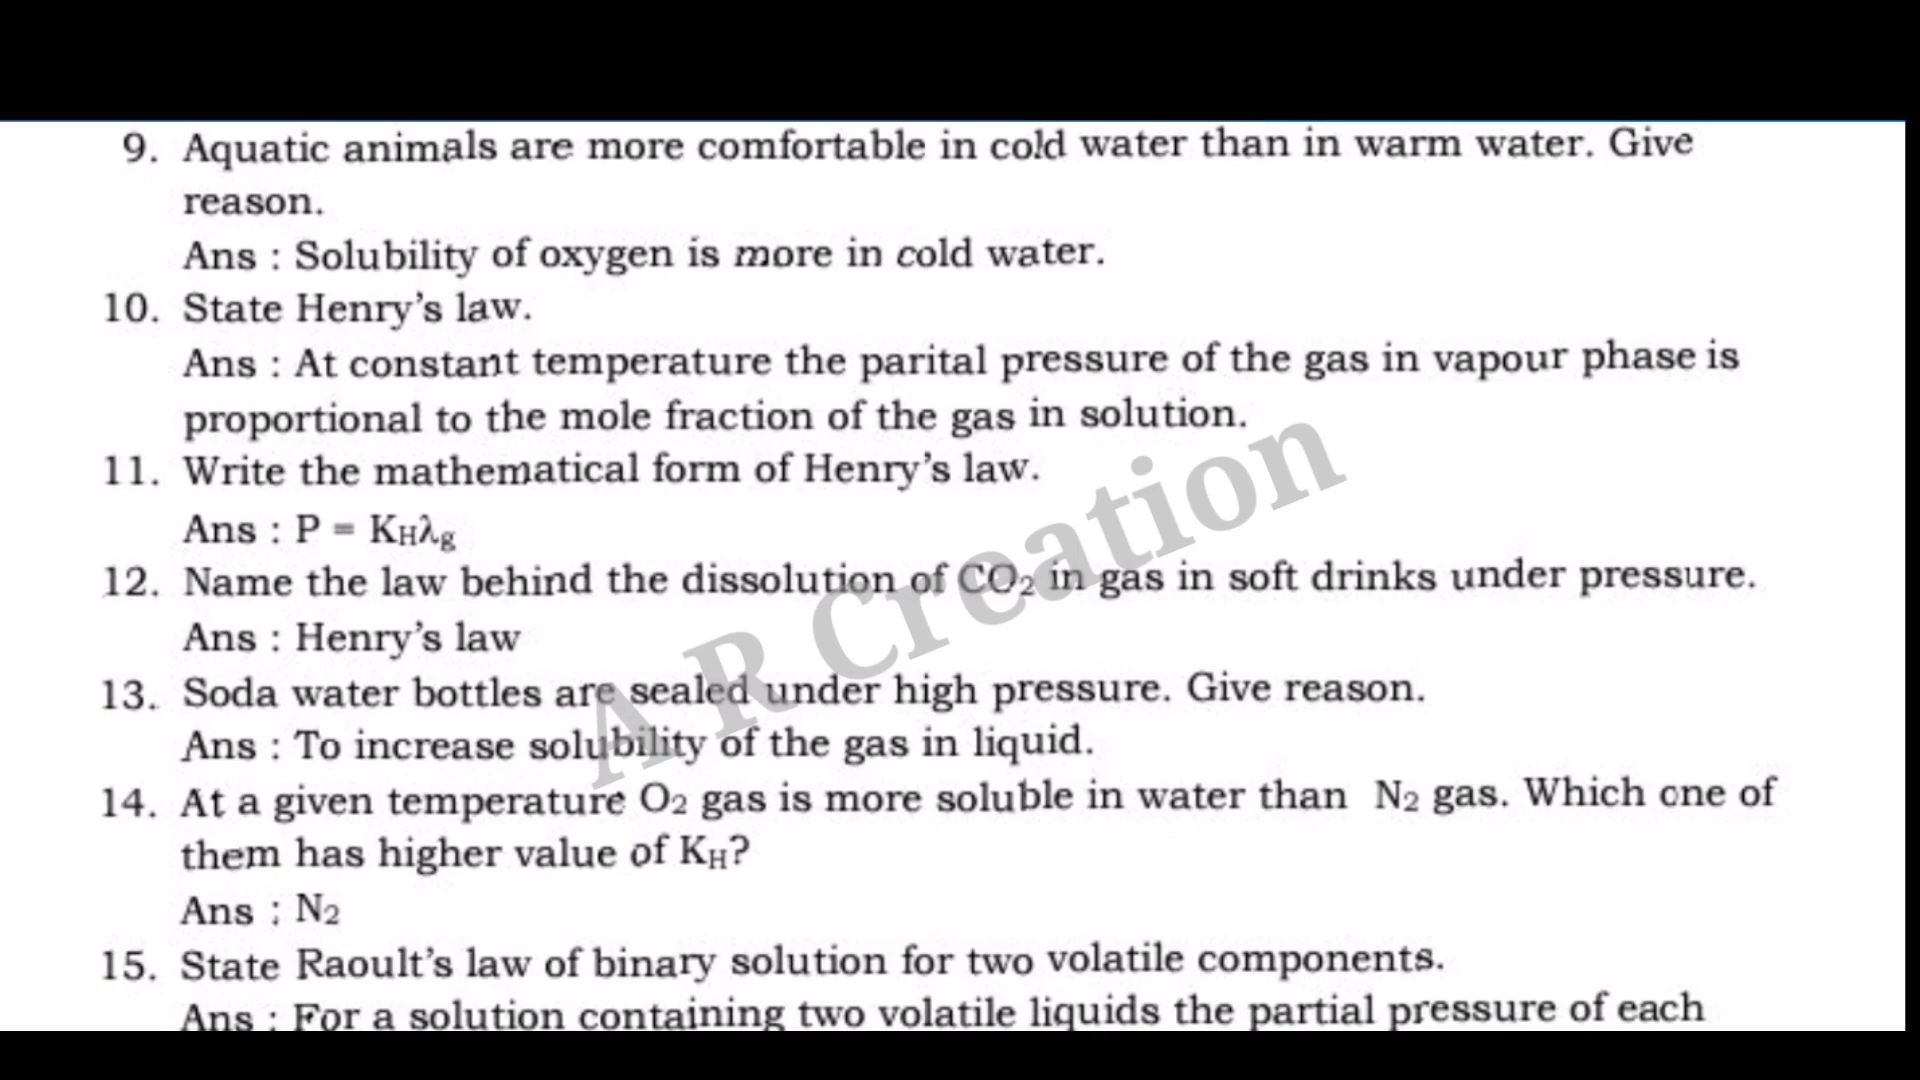 9. Aquatic animals are more comfortable in cold water than in warm water. Give
reason.
Ans : Solubility of oxygen is more in cold water.
10. State Henry's law.
Ans : At constant temperature the parital pressure of the gas in vapour phase is
proportional to the mole fraction of the gas in solution.
11. Write the mathematical form of Henry's law.
Ans : P = KHλg
12. Name the law behind the dissolution of CO2 in gas in soft drinks under pressure.
Ans : Henry's law
13. Soda water bottles are sealed under high pressure. Give reason.
Ans : To increase solubility of the gas in liquid.
14. At a given temperature O2 gas is more soluble in water than N2 gas. Which one of
them has higher value of KH?
Ans : N2
15. State Raoult's law of binary solution for two volatile components.
Ans : For a solution containing two volatile liquids the partial pressure of each
A R Creation